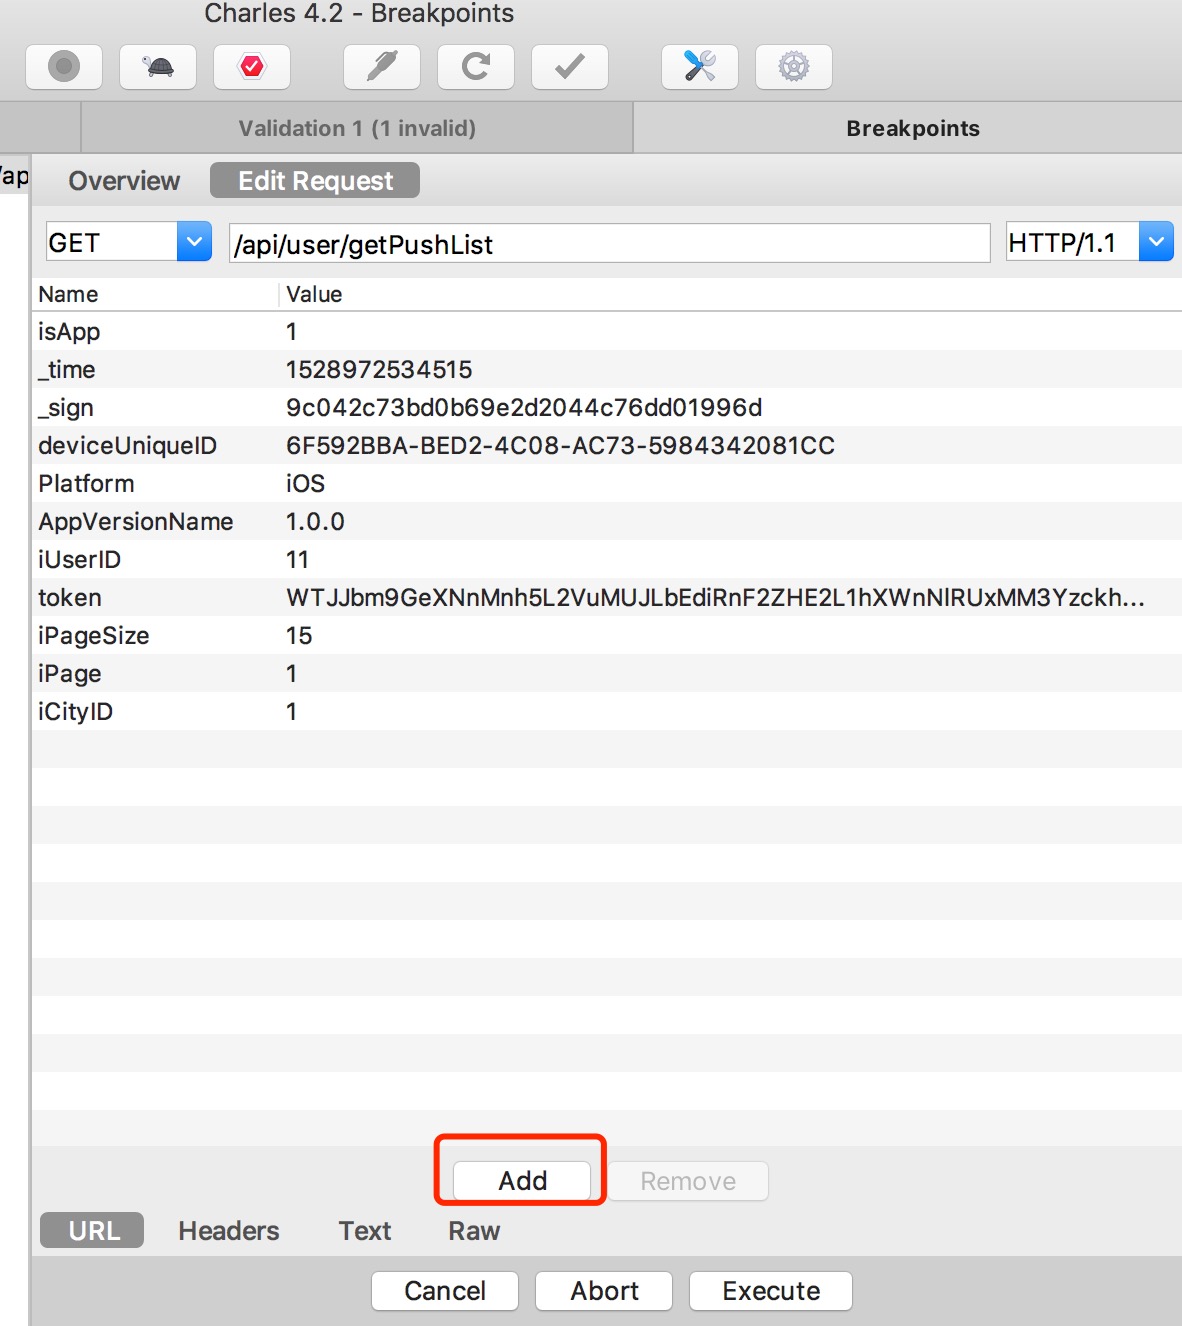 Charles 4.2 - Breakpoints
Validation 1 (1 invalid) Breakpoints
/ap
Overview Edit Request
GET /api/user/getPushList HTTP/1.1
Name Value
isApp 1
_time 1528972534515
_sign 9c042c73bd0b69e2d2044c76dd01996d
deviceUniqueID 6F592BBA-BED2-4C08-AC73-5984342081CC
Platform iOS
AppVersionName 1.0.0
iUserID 11
token WTJJbm9GeXNnMnh5L2VuMUJLbEdiRnF2ZHE2L1hXWnNlRUxMM3Yzckh...
iPageSize 15
iPage 1
iCityID 1
Add Remove
URL Headers Text Raw
Cancel Abort Execute